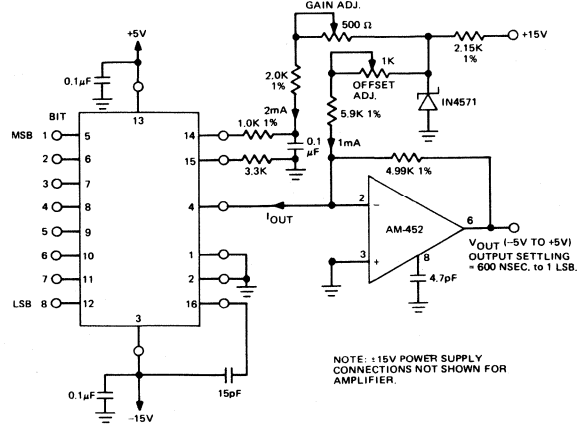 GAIN ADJ.
500 Ω
+15V
2.15K
1%
+5V
0.1μF
2.0K
1%
1K
OFFSET
ADJ.
IN4571
2mA
5.9K 1%
1mA
BIT
13
MSB 1 5
14
1.0K 1%
0.1
μF
2 6
15
3.3K
4.99K 1%
3 7
4 8
4
IOUT
2
−
AM-452
6
5 9
VOUT (−5V TO +5V)
OUTPUT SETTLING
= 600 NSEC. to 1 LSB.
6 10
1
3
+
8
7 11
2
4.7pF
LSB 8 12
16
3
15pF
0.1μF
−15V
NOTE: ±15V POWER SUPPLY
CONNECTIONS NOT SHOWN FOR
AMPLIFIER.